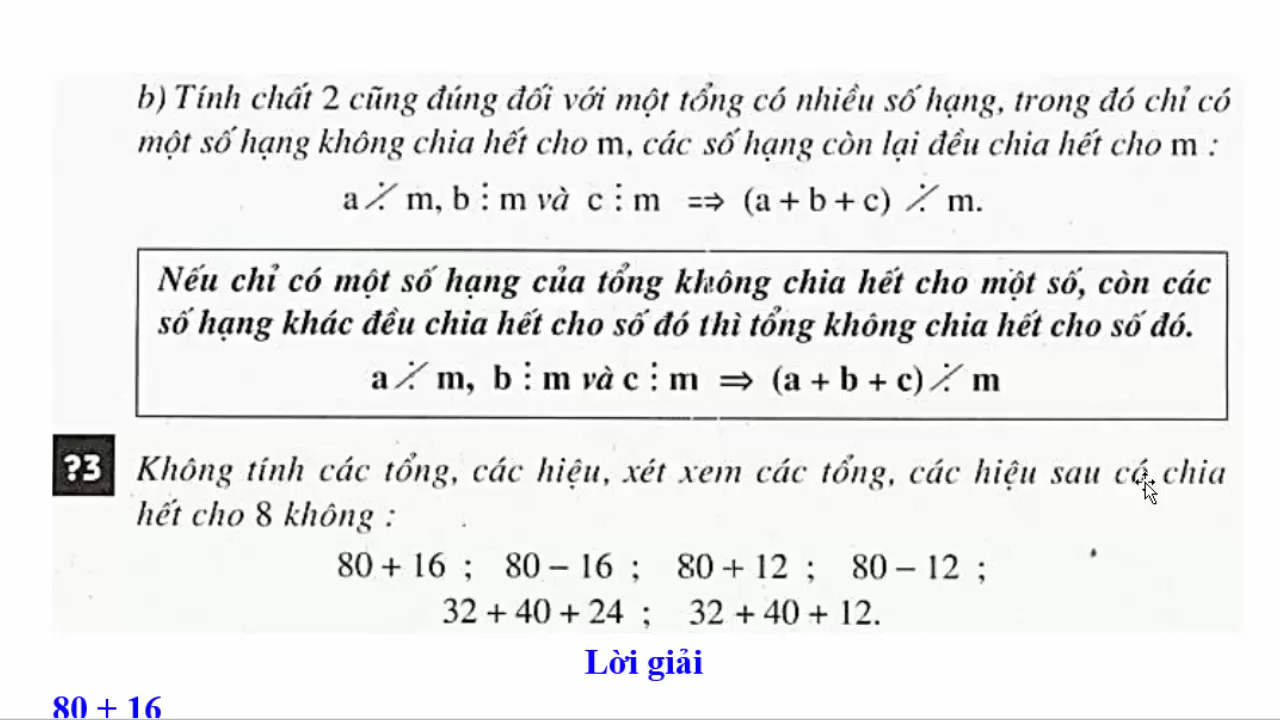 b) Tính chất 2 cũng đúng đối với một tổng có nhiều số hạng, trong đó chỉ có
một số hạng không chia hết cho m, các số hạng còn lại đều chia hết cho m :
a ⋮̸ m, b ⋮ m và c ⋮ m ⇒ (a + b + c) ⋮̸ m.
Nếu chỉ có một số hạng của tổng không chia hết cho một số, còn các
số hạng khác đều chia hết cho số đó thì tổng không chia hết cho số đó.
a ⋮̸ m, b ⋮ m và c ⋮ m ⇒ (a + b + c) ⋮̸ m
?3 Không tính các tổng, các hiệu, xét xem các tổng, các hiệu sau có chia
hết cho 8 không :
80 + 16 ; 80 – 16 ; 80 + 12 ; 80 – 12 ;
32 + 40 + 24 ; 32 + 40 + 12.
Lời giải
80 + 16